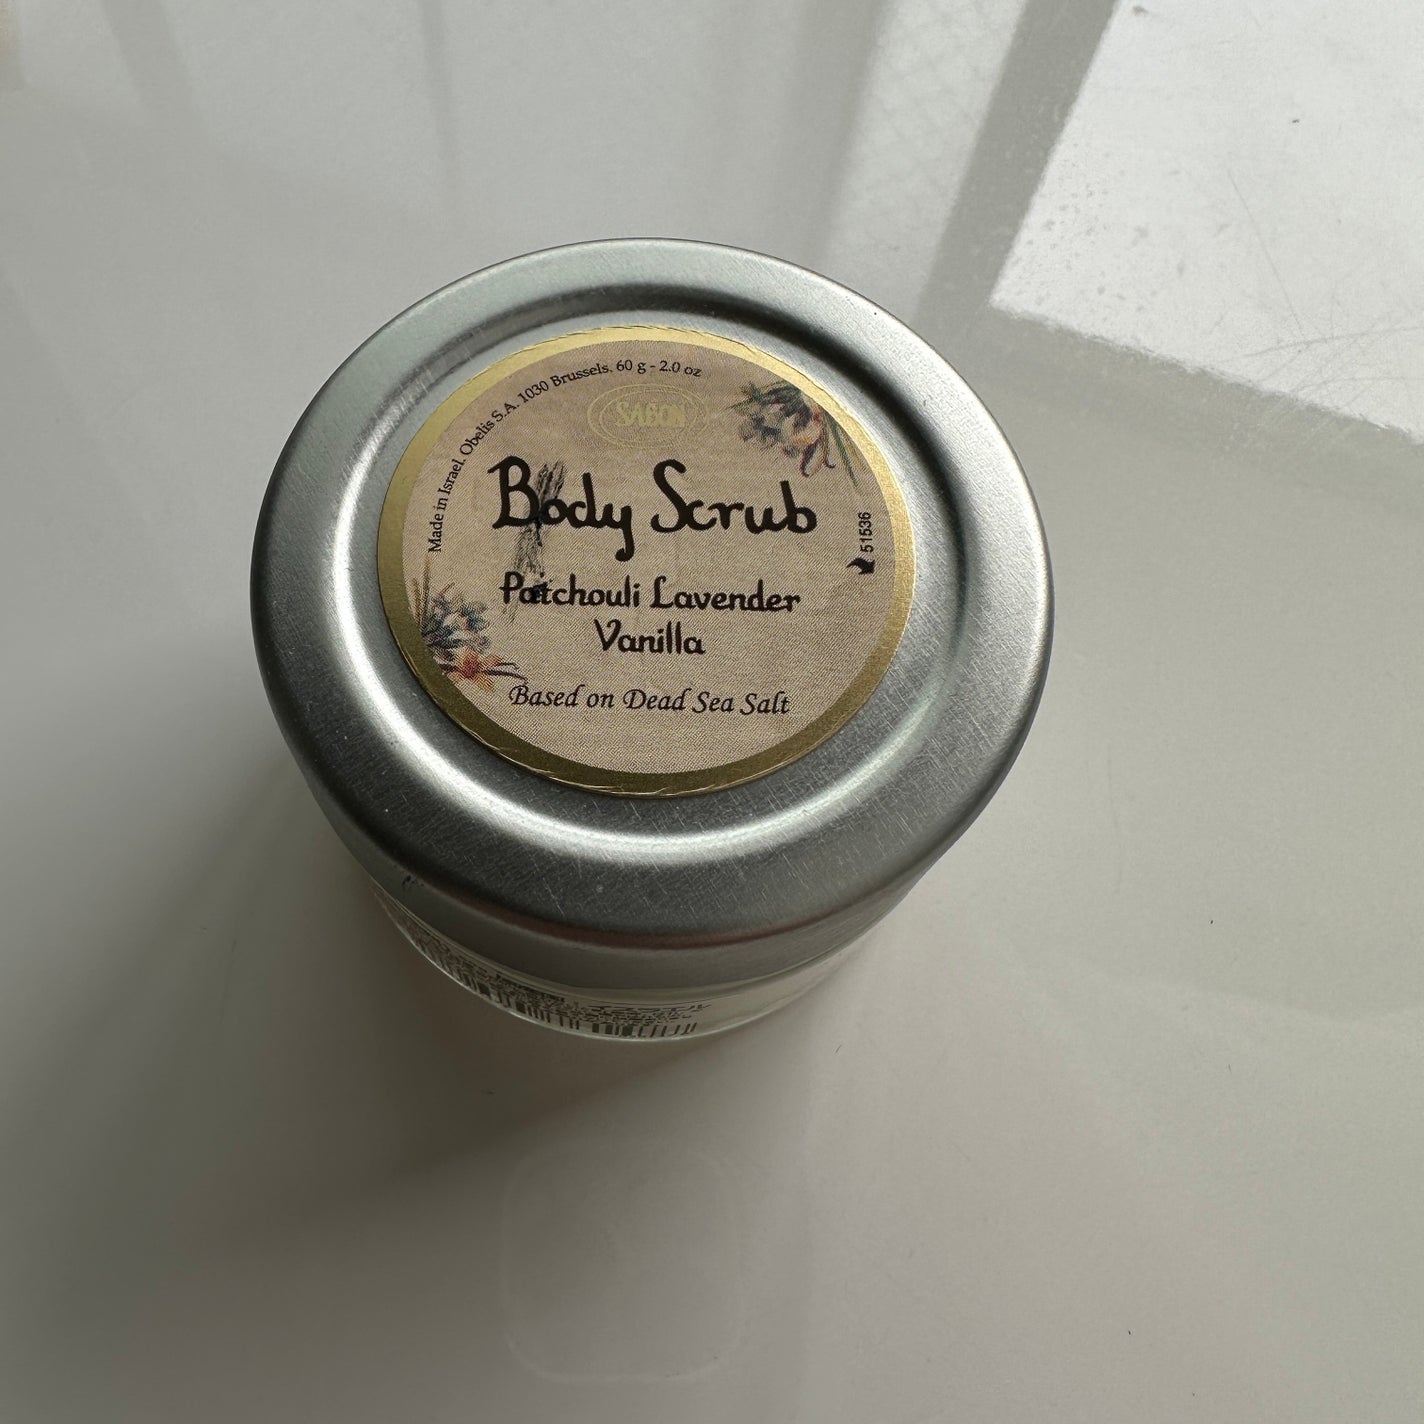 Made in Israel. Obelis S.A. 1030 Brussels. 60 g - 2.0 oz
SABON
Body Scrub
51536
Patchouli Lavender
Vanilla
Based on Dead Sea Salt